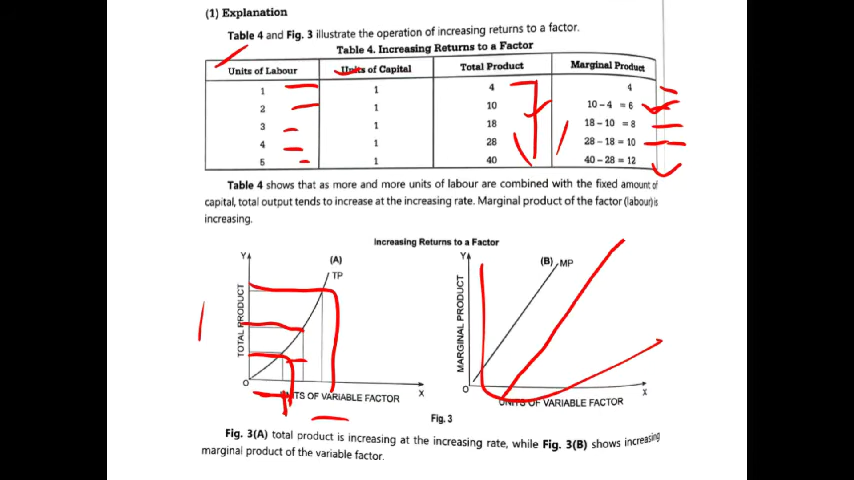 (1) Explanation
Table 4 and Fig. 3 illustrate the operation of increasing returns to a factor.
Table 4. Increasing Returns to a Factor
Units of Labour Units of Capital Total Product Marginal Product
1 1 4 4
2 1 10 10 – 4 = 6
3 1 18 18 – 10 = 8
4 1 28 28 – 18 = 10
5 1 40 40 – 28 = 12
Table 4 shows that as more and more units of labour are combined with the fixed amount of
capital, total output tends to increase at the increasing rate. Marginal product of the factor (labour) is
increasing.
Increasing Returns to a Factor
Y (A) TP
TOTAL PRODUCT
O X
UNITS OF VARIABLE FACTOR
Y (B) MP
MARGINAL PRODUCT
O X
UNITS OF VARIABLE FACTOR
Fig. 3
Fig. 3(A) total product is increasing at the increasing rate, while Fig. 3(B) shows increasing
marginal product of the variable factor.